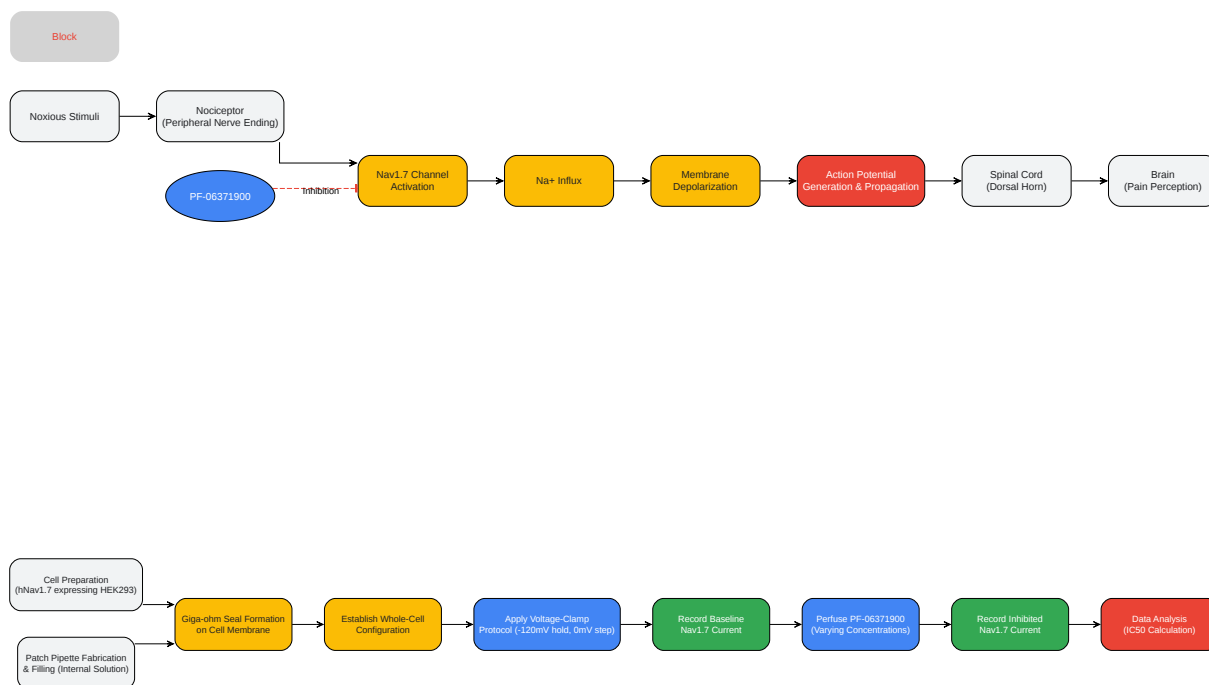 Block
Noxious Stimuli
Nociceptor
(Peripheral Nerve Ending)
Nav1.7 Channel
Activation
Na+ Influx
Membrane
Depolarization
Action Potential
Generation & Propagation
Spinal Cord
(Dorsal Horn)
Brain
(Pain Perception)
PF-06371900
Inhibition
Cell Preparation
(hNav1.7 expressing HEK293)
Patch Pipette Fabrication
& Filling (Internal Solution)
Giga-ohm Seal Formation
on Cell Membrane
Establish Whole-Cell
Configuration
Apply Voltage-Clamp
Protocol (-120mV hold, 0mV step)
Record Baseline
Nav1.7 Current
Perfuse PF-06371900
(Varying Concentrations)
Record Inhibited
Nav1.7 Current
Data Analysis
(IC50 Calculation)